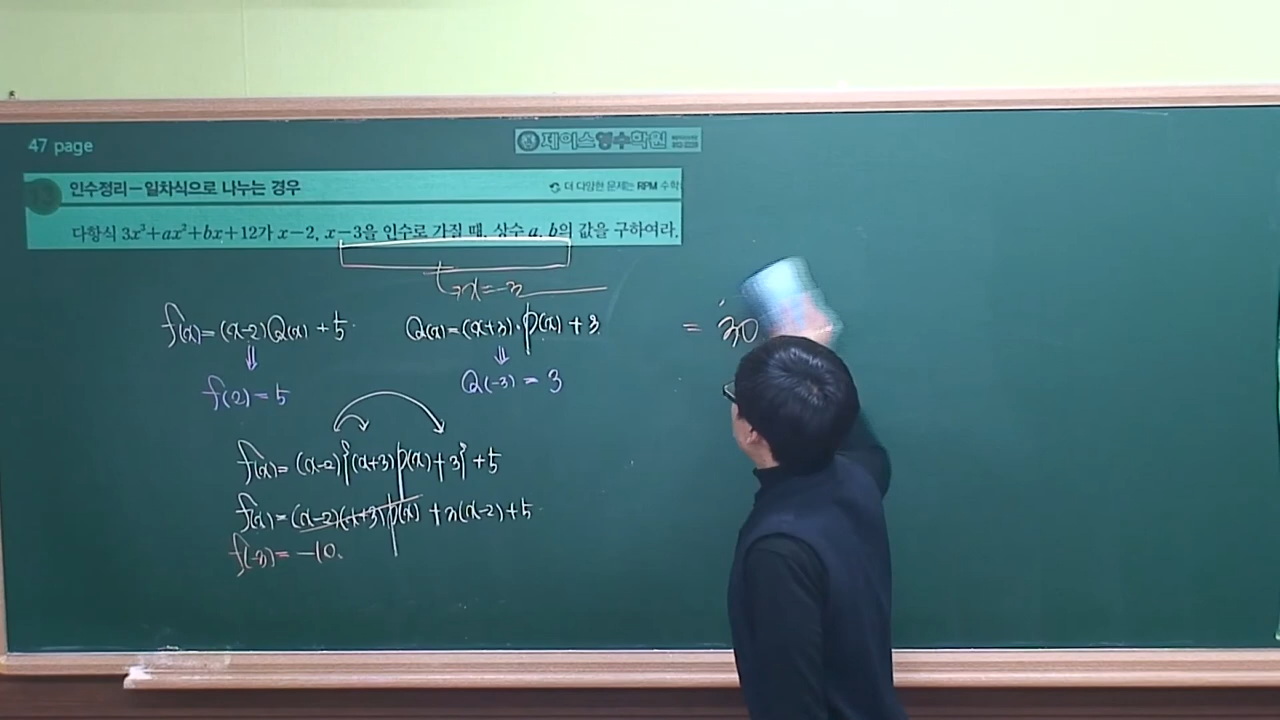 47 page
제이스영수학원
13 인수정리-일차식으로 나누는 경우
더 다양한 문제는 RPM 수학
다항식 3x³+ax²+bx+12가 x-2, x-3을 인수로 가질 때, 상수 a, b의 값을 구하여라.
x=-3
f(x)=(x-2)Q(x)+5
Q(x)=(x+3)·p(x)+3
= 30
f(2)=5
Q(-3)=3
f(x)=(x-2){(x+3)p(x)+3}+5
f(x)=(x-2)(x+3)p(x)+3(x-2)+5
f(-3)=-10.